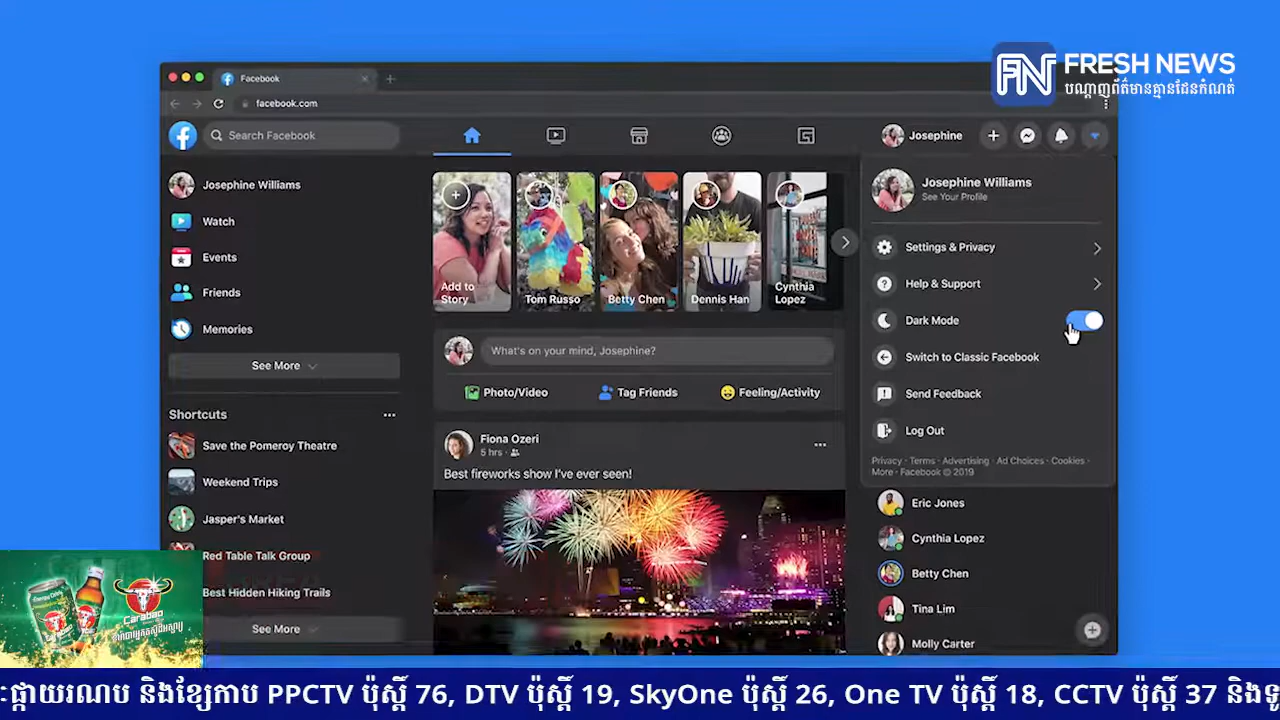 FRESH NEWS
បណ្តាញព័ត៌មានគ្មានដែនកំណត់
Facebook
facebook.com
Search Facebook
Josephine
Josephine Williams
Watch
Events
Friends
Memories
See More
Shortcuts
Save the Pomeroy Theatre
Weekend Trips
Jasper's Market
Red Table Talk Group
Best Hidden Hiking Trails
See More
Add to
Story
Tom Russo
Betty Chen
Dennis Han
Cynthia
Lopez
What's on your mind, Josephine?
Photo/Video
Tag Friends
Feeling/Activity
Fiona Ozeri
5 hrs ·
Best fireworks show I've ever seen!
Josephine Williams
See Your Profile
Settings & Privacy
Help & Support
Dark Mode
Switch to Classic Facebook
Send Feedback
Log Out
Privacy · Terms · Advertising · Ad Choices · Cookies ·
More · Facebook © 2019
Eric Jones
Cynthia Lopez
Betty Chen
Tina Lim
Molly Carter
Carabao
ះផ្កាយរណប និងខ្សែកាប PPCTV ប៉ុស្តិ៍ 76, DTV ប៉ុស្តិ៍ 19, SkyOne ប៉ុស្តិ៍ 26, One TV ប៉ុស្តិ៍ 18, CCTV ប៉ុស្តិ៍ 37 និងទូ